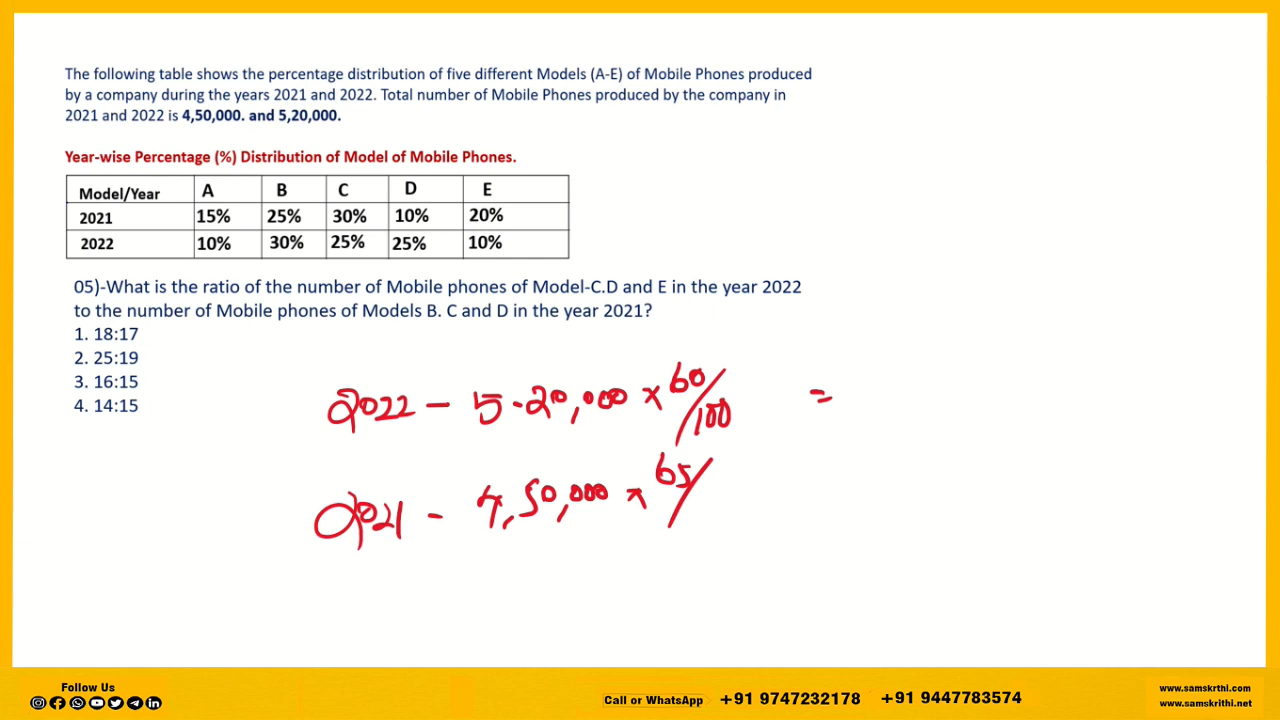 The following table shows the percentage distribution of five different Models (A-E) of Mobile Phones produced
by a company during the years 2021 and 2022. Total number of Mobile Phones produced by the company in
2021 and 2022 is 4,50,000. and 5,20,000.
Year-wise Percentage (%) Distribution of Model of Mobile Phones.
Model/Year A B C D E
2021 15% 25% 30% 10% 20%
2022 10% 30% 25% 25% 10%
05)-What is the ratio of the number of Mobile phones of Model-C.D and E in the year 2022
to the number of Mobile phones of Models B. C and D in the year 2021?
1. 18:17
2. 25:19
3. 16:15
4. 14:15
2022 - 5.20,000 x 60/100 =
2021 - 4,50,000 x 65/
Follow Us
Call or WhatsApp +91 9747232178 +91 9447783574
www.samskrthi.com
www.samskrithi.net